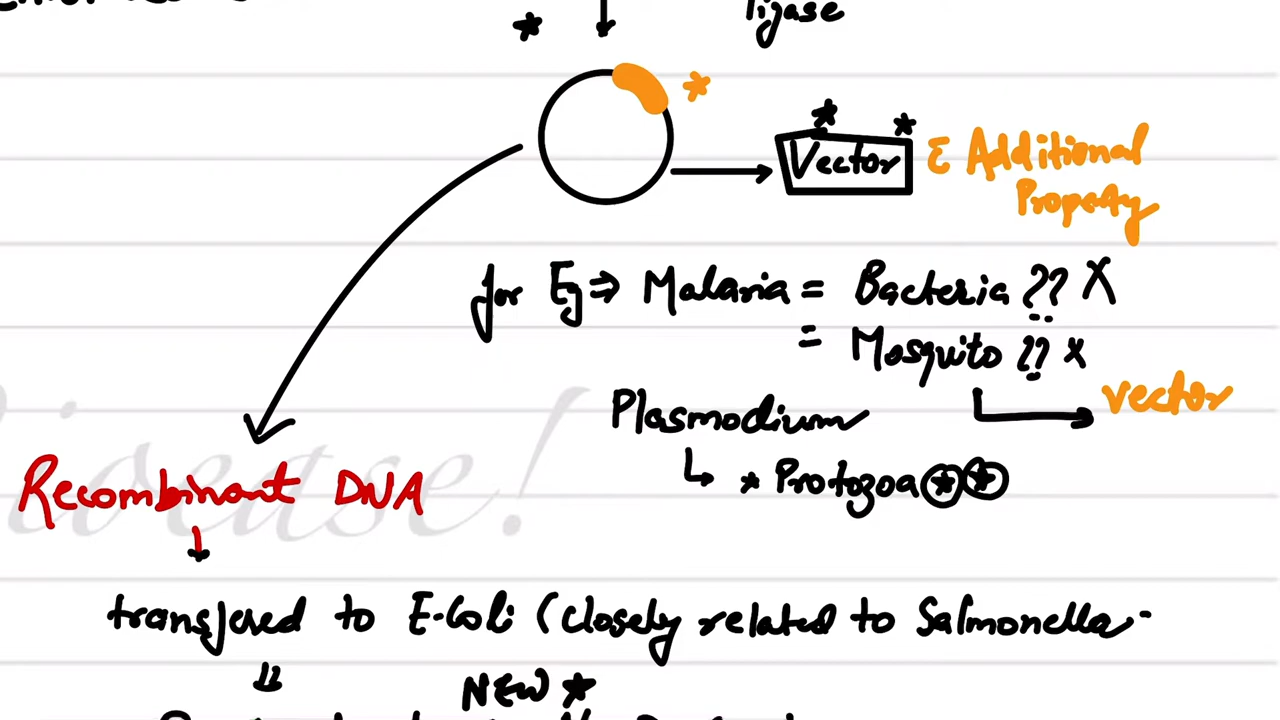 ligase
Vector
Ɛ Additional
Property
for Eg ⇒ Malaria = Bacteria ?? X
= Mosquito ?? x
vector
Plasmodium
↳ * Protozoa
Recombinant DNA
transfered to E.Coli (closely related to Salmonella
NEW *